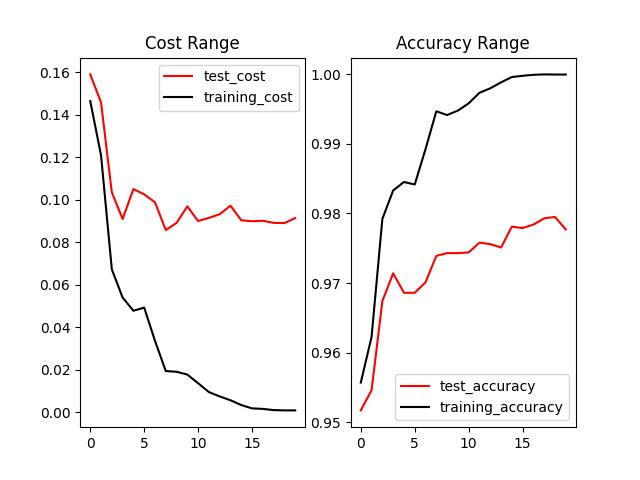 Cost Range
0.16
0.14
0.12
0.10
0.08
0.06
0.04
0.02
0.00
test_cost
training_cost
0 5 10 15
Accuracy Range
1.00
0.99
0.98
0.97
0.96
0.95
test_accuracy
training_accuracy
0 5 10 15